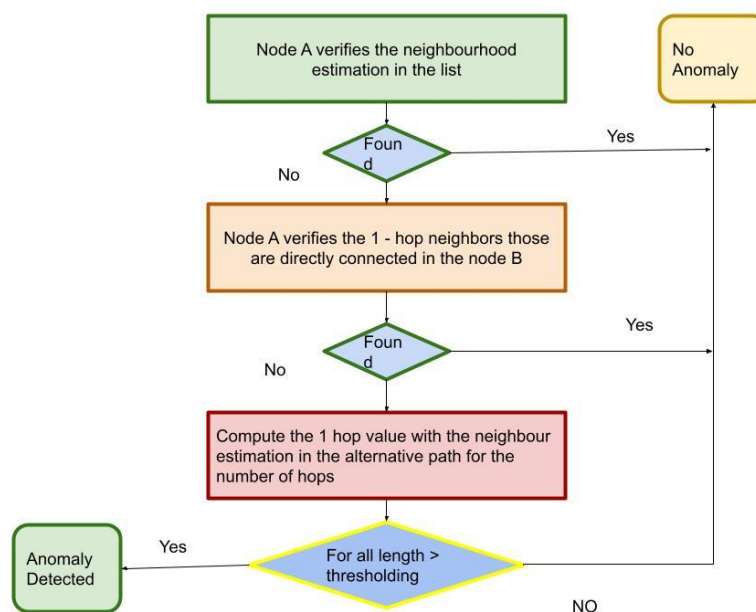 Node A verifies the neighbourhood
estimation in the list
No
Anomaly
Foun
d
Yes
No
Node A verifies the 1 - hop neighbors those
are directly connected in the node B
Foun
d
Yes
No
Compute the 1 hop value with the neighbour
estimation in the alternative path for the
number of hops
Anomaly
Detected
Yes
For all length >
thresholding
NO